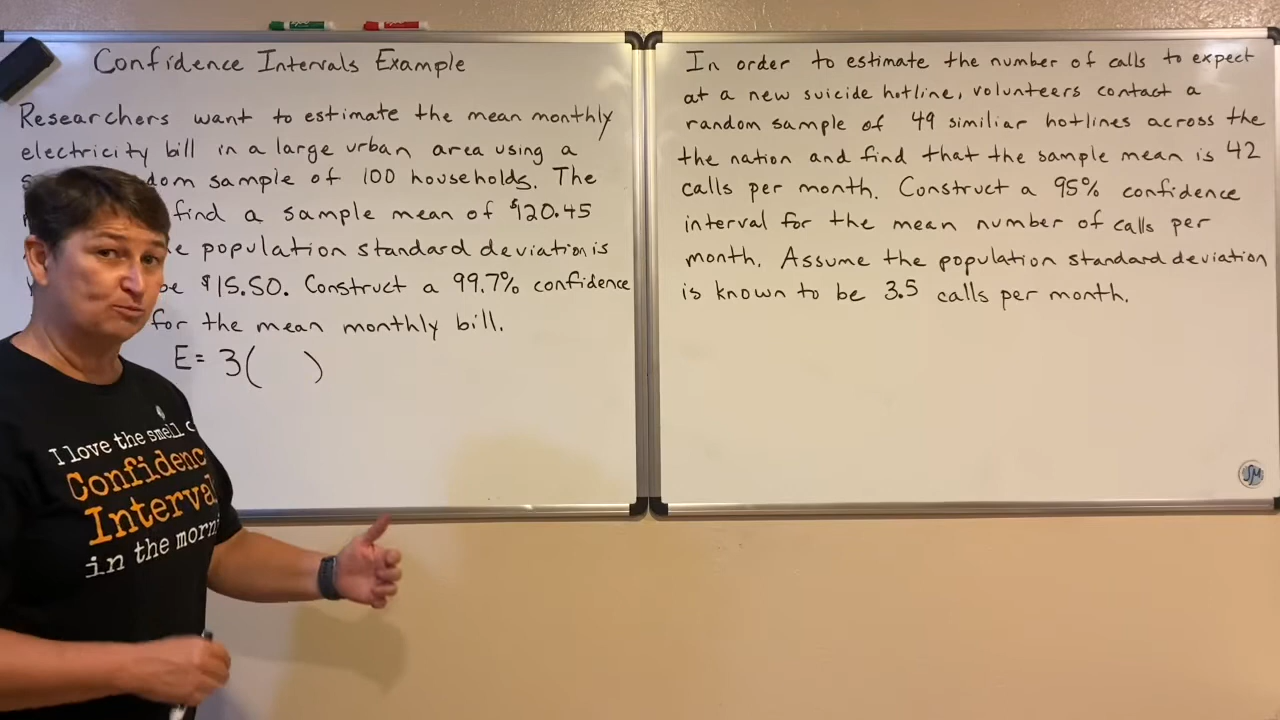 Confidence Intervals Example
Researchers want to estimate the mean monthly
electricity bill in a large urban area using a
sample of 100 households. The
find a sample mean of $120.45
population standard deviation is
be $15.50. Construct a 99.7% confidence
for the mean monthly bill.
E = 3( )
I love the smell
Confidenc
Interval
in the morni
In order to estimate the number of calls to expect
at a new suicide hotline, volunteers contact a
random sample of 49 similiar hotlines across the
the nation and find that the sample mean is 42
calls per month. Construct a 95% confidence
interval for the mean number of calls per
month. Assume the population standard deviation
is known to be 3.5 calls per month.
SM